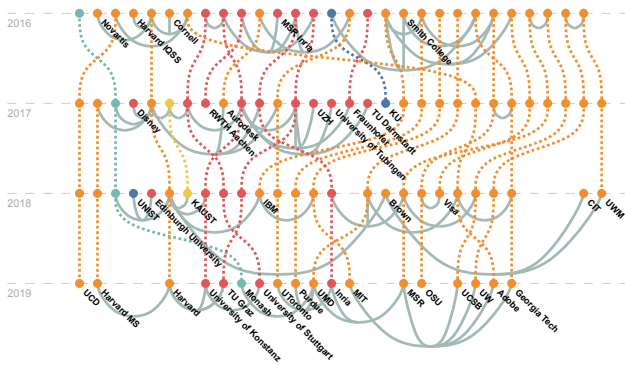 2016
Novartis
Harvard IQSS
Cornell
MSR Inria
Smith College
2017
Disney
RWTH Aachen
Autodesk
UZH
University of Tubingen
Fraunhofer
TU Darmstadt
KU
2018
UNIST
Edinburgh University
KAUST
IBM
Brown
Visa
CIT
UWM
2019
UCD
Harvard MS
Harvard
University of Konstanz
TU Graz
Monash
University of Stuttgart
UToronto
Purdue
UMD
Inria
MIT
MSR
OSU
UCSB
UW
Adobe
Georgia Tech